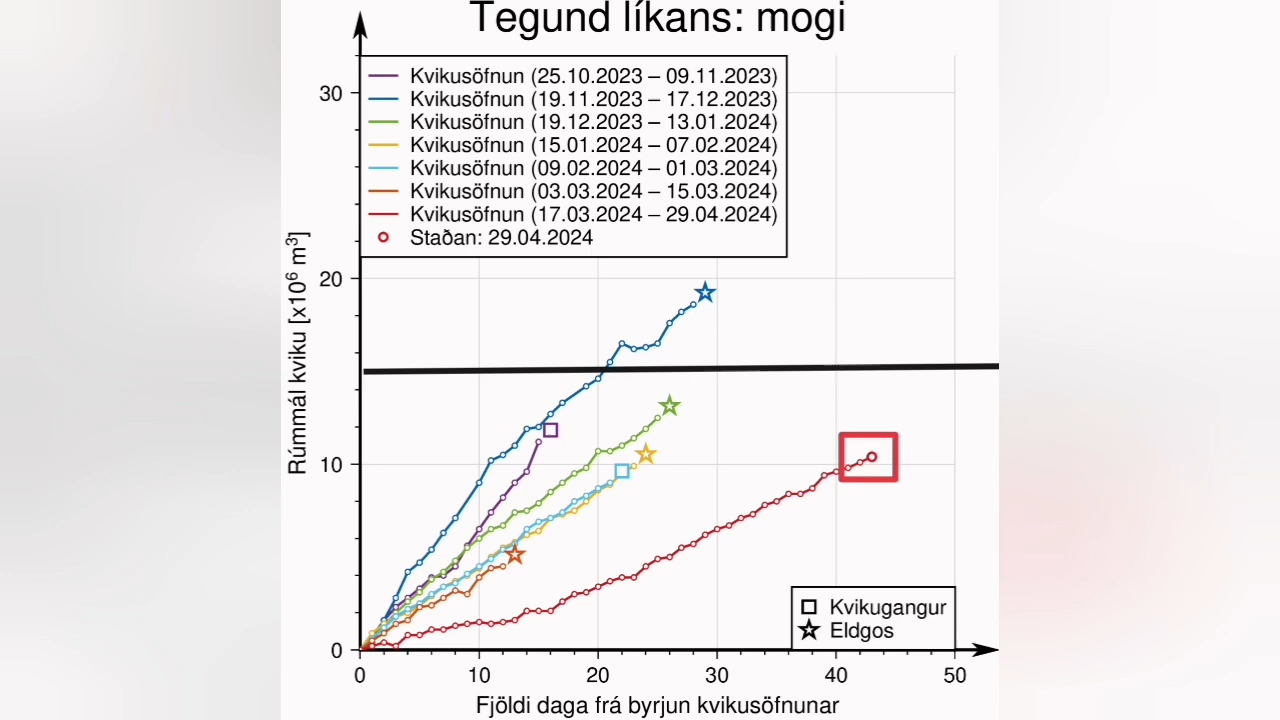 Tegund líkans: mogi
Kvikusöfnun (25.10.2023 – 09.11.2023)
Kvikusöfnun (19.11.2023 – 17.12.2023)
Kvikusöfnun (19.12.2023 – 13.01.2024)
Kvikusöfnun (15.01.2024 – 07.02.2024)
Kvikusöfnun (09.02.2024 – 01.03.2024)
Kvikusöfnun (03.03.2024 – 15.03.2024)
Kvikusöfnun (17.03.2024 – 29.04.2024)
Staðan: 29.04.2024
Rúmmál kviku [x10⁶ m³]
30
20
10
0
Kvikugangur
Eldgos
0 10 20 30 40 50
Fjöldi daga frá byrjun kvikusöfnunar